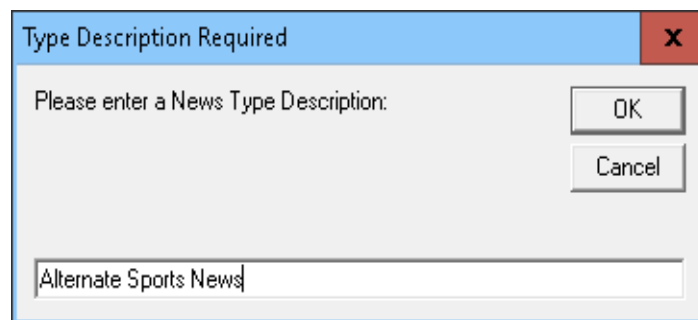 Type Description Required
X
Please enter a News Type Description:
OK
Cancel
Alternate Sports News